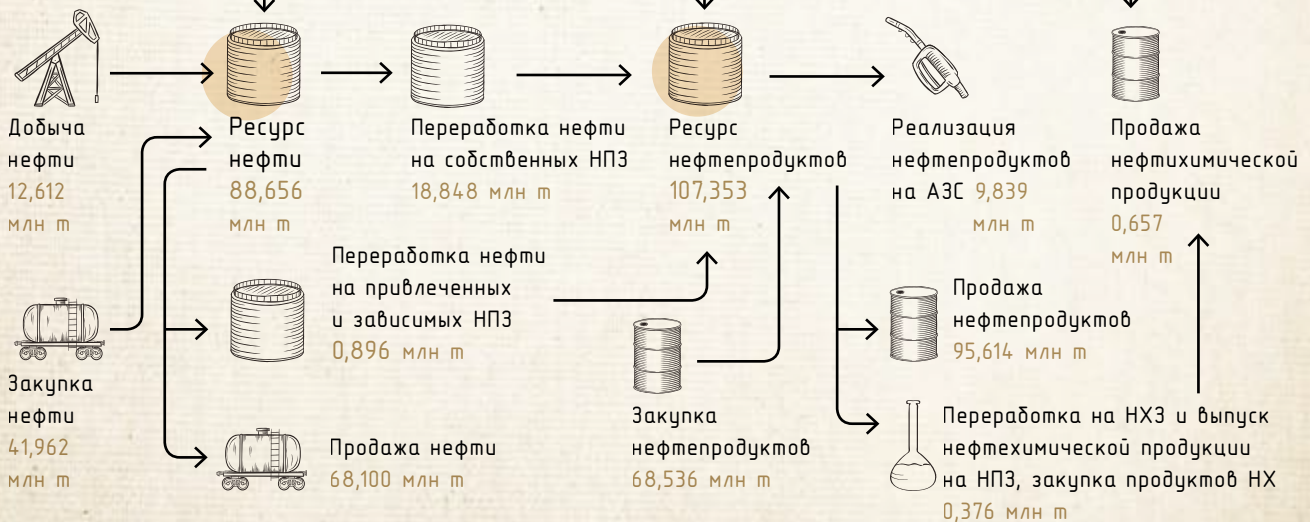 Добыча
нефти
12,612
млн т
Ресурс
нефти
88,656
млн т
Переработка нефти
на собственных НПЗ
18,848 млн т
Ресурс
нефтепродуктов
107,353
млн т
Реализация
нефтепродуктов
на АЗС 9,839
млн т
Продажа
нефтихимической
продукции
0,657
млн т
Переработка нефти
на привлеченных
и зависимых НПЗ
0,896 млн т
Продажа
нефтепродуктов
95,614 млн т
Закупка
нефти
41,962
млн т
Продажа нефти
68,100 млн т
Закупка
нефтепродуктов
68,536 млн т
Переработка на НХЗ и выпуск
нефтехимической продукции
на НПЗ, закупка продуктов НХ
0,376 млн т